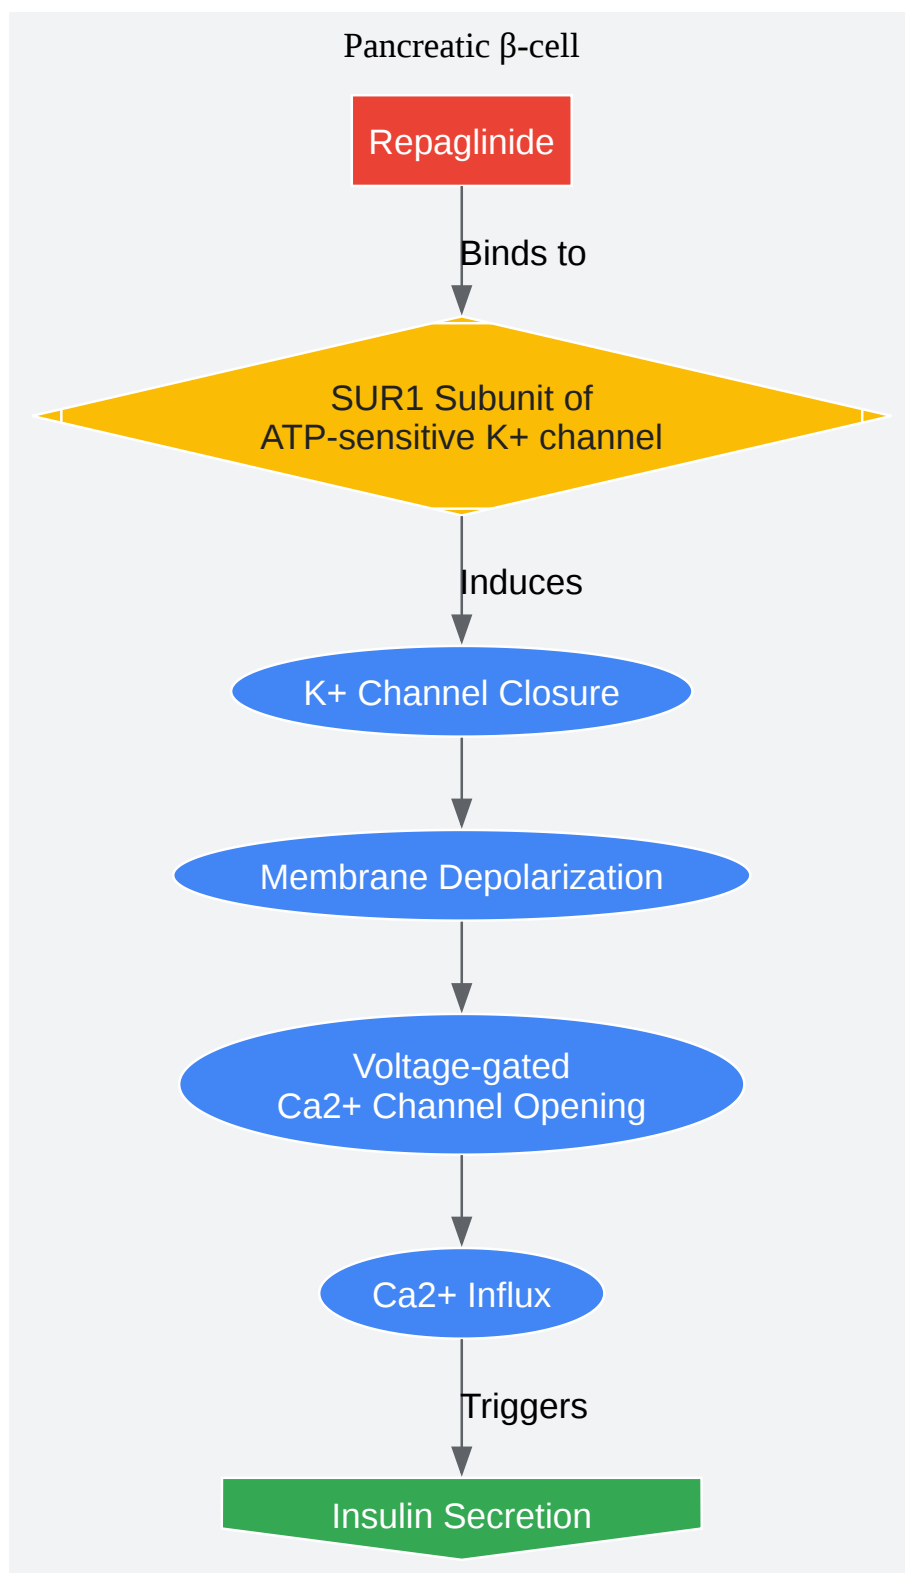 Pancreatic β-cell
Repaglinide
Binds to
SUR1 Subunit of
ATP-sensitive K+ channel
Induces
K+ Channel Closure
Membrane Depolarization
Voltage-gated
Ca2+ Channel Opening
Ca2+ Influx
Triggers
Insulin Secretion